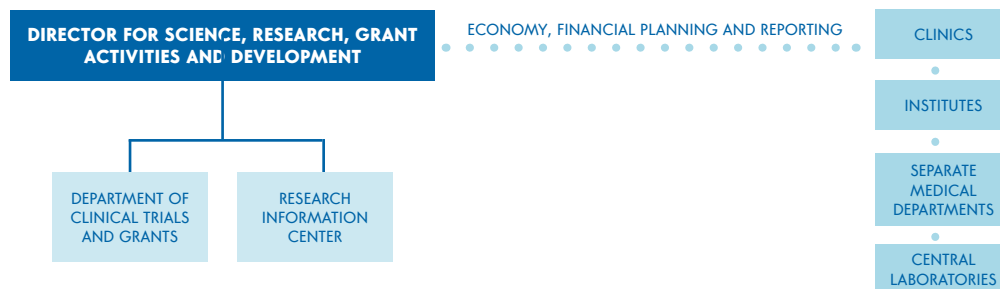 DIRECTOR FOR SCIENCE, RESEARCH, GRANT
ACTIVITIES AND DEVELOPMENT
ECONOMY, FINANCIAL PLANNING AND REPORTING
CLINICS
INSTITUTES
SEPARATE
MEDICAL
DEPARTMENTS
CENTRAL
LABORATORIES
DEPARTMENT OF
CLINICAL TRIALS
AND GRANTS
RESEARCH
INFORMATION
CENTER